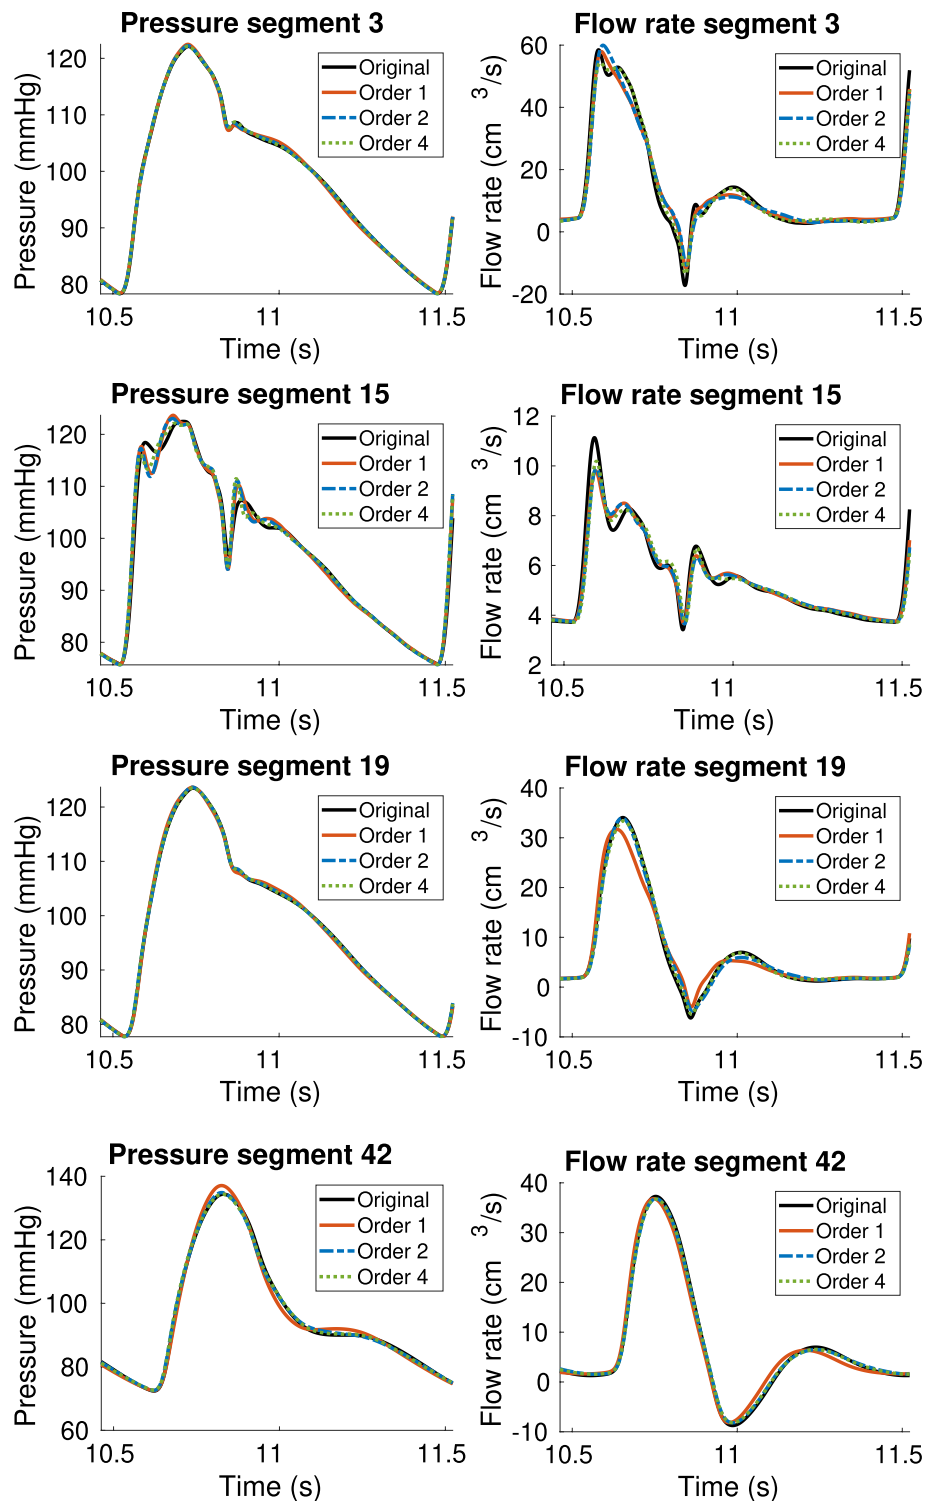 Pressure segment 3
Pressure (mmHg)
120
110
100
90
80
10.5
11
11.5
Time (s)
Original
Order 1
Order 2
Order 4
Flow rate segment 3
Flow rate (cm 3/s)
60
40
20
0
-20
10.5
11
11.5
Time (s)
Original
Order 1
Order 2
Order 4
Pressure segment 15
Pressure (mmHg)
120
110
100
90
80
10.5
11
11.5
Time (s)
Original
Order 1
Order 2
Order 4
Flow rate segment 15
Flow rate (cm 3/s)
12
10
8
6
4
2
10.5
11
11.5
Time (s)
Original
Order 1
Order 2
Order 4
Pressure segment 19
Pressure (mmHg)
120
110
100
90
80
10.5
11
11.5
Time (s)
Original
Order 1
Order 2
Order 4
Flow rate segment 19
Flow rate (cm 3/s)
40
30
20
10
0
-10
10.5
11
11.5
Time (s)
Original
Order 1
Order 2
Order 4
Pressure segment 42
Pressure (mmHg)
140
120
100
80
60
10.5
11
11.5
Time (s)
Original
Order 1
Order 2
Order 4
Flow rate segment 42
Flow rate (cm 3/s)
40
30
20
10
0
-10
10.5
11
11.5
Time (s)
Original
Order 1
Order 2
Order 4